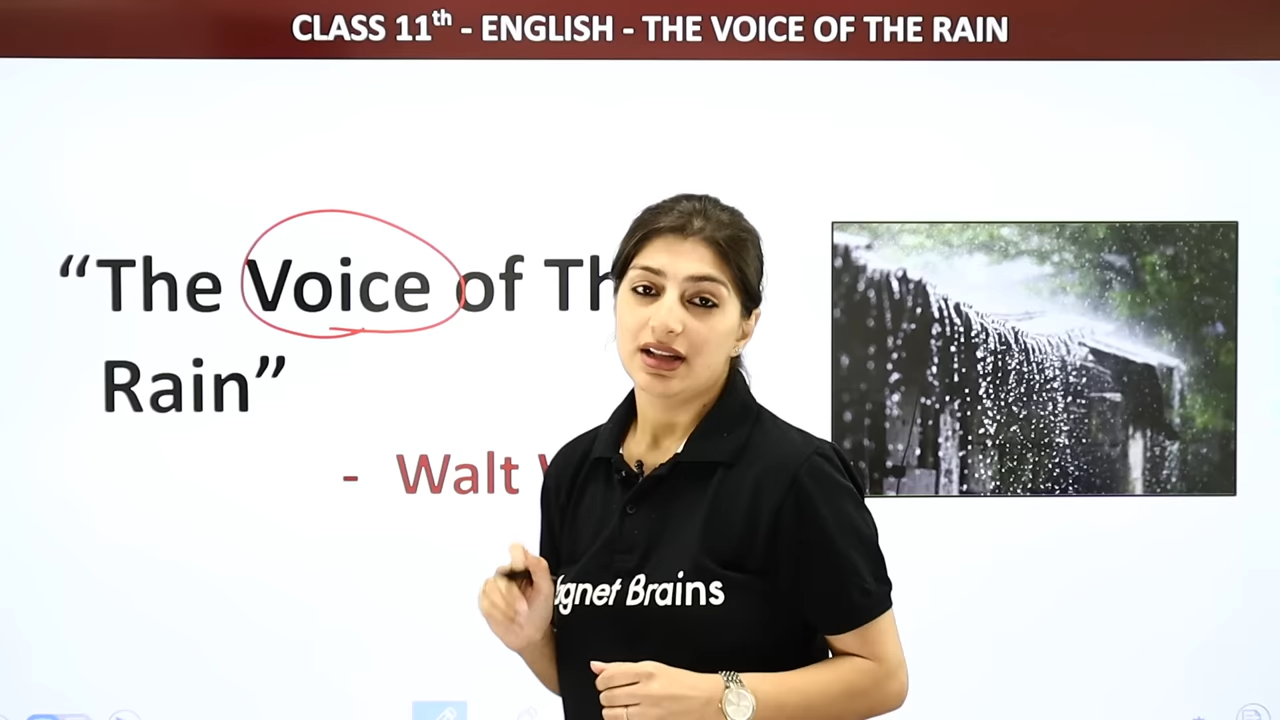 CLASS 11th - ENGLISH - THE VOICE OF THE RAIN
“The Voice of Th
Rain”
- Walt
gnet Brains